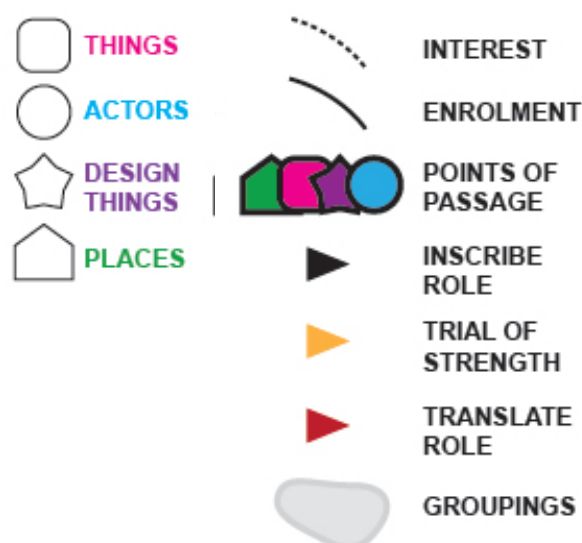 THINGS
ACTORS
DESIGN
THINGS
PLACES
INTEREST
ENROLMENT
POINTS OF
PASSAGE
INSCRIBE
ROLE
TRIAL OF
STRENGTH
TRANSLATE
ROLE
GROUPINGS